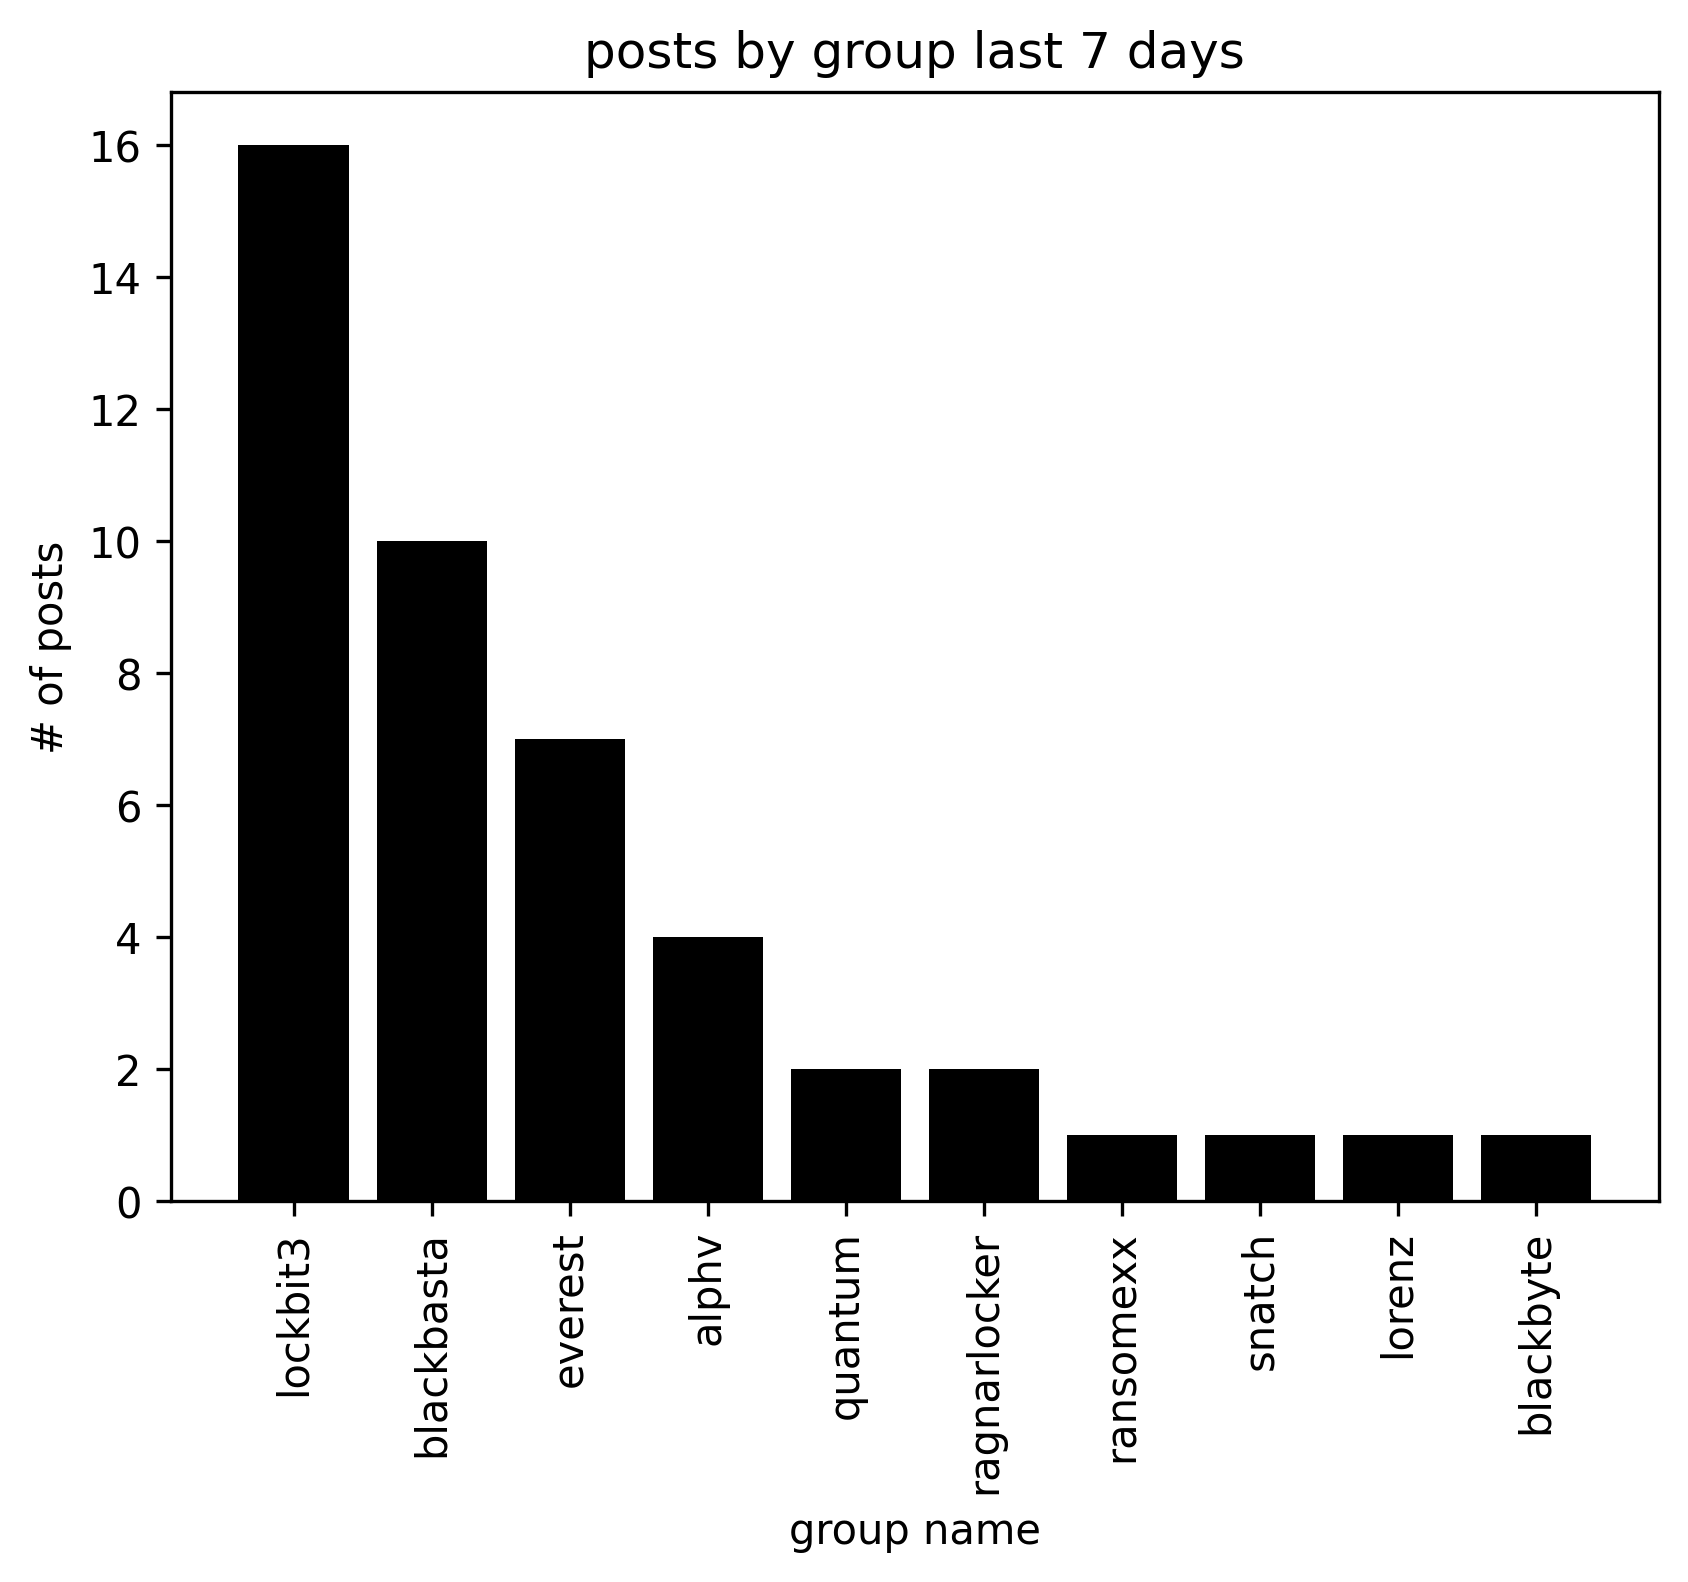 posts by group last 7 days
16
14
12
10
8
6
4
2
0
# of posts
lockbit3
blackbasta
everest
alphv
quantum
ragnarlocker
ransomexx
snatch
lorenz
blackbyte
group name